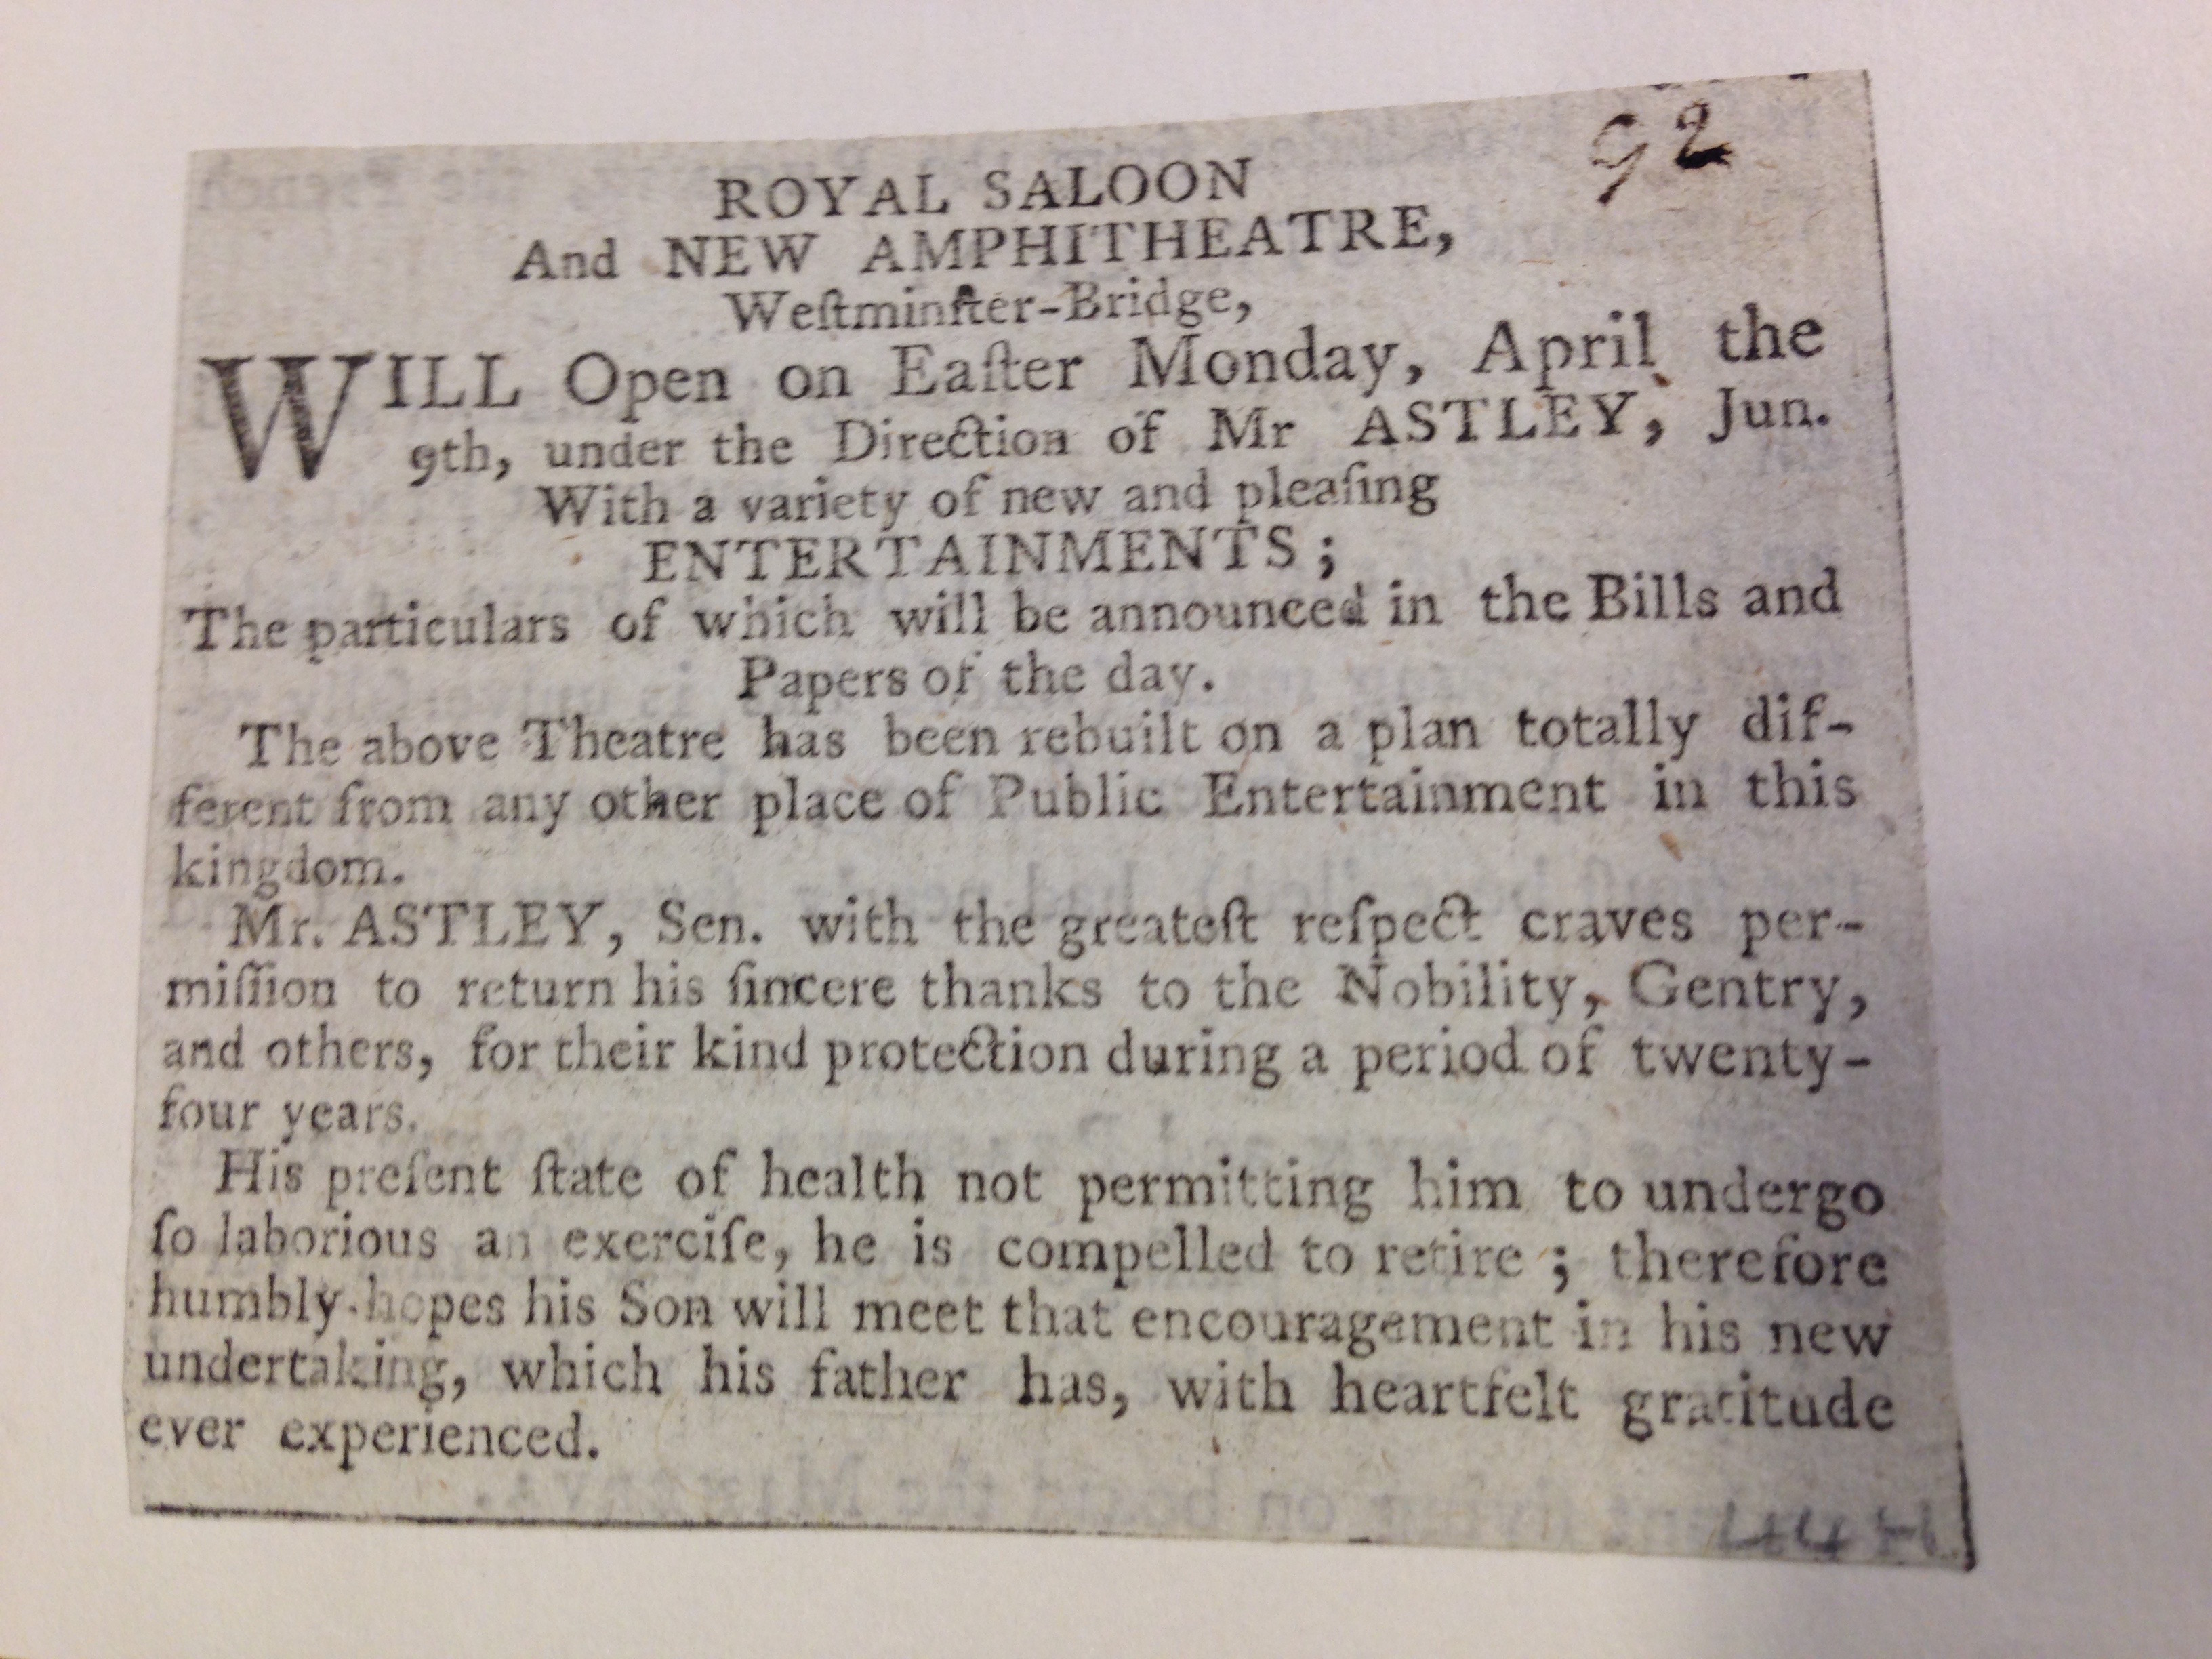 92
ROYAL SALOON
And NEW AMPHITHEATRE,
Weſtminſter-Bridge,
WILL Open on Eaſter Monday, April the
9th, under the Direction of Mr ASTLEY, Jun.
With a variety of new and pleaſing
ENTERTAINMENTS;
The particulars of which will be announced in the Bills and
Papers of the day.
The above Theatre has been rebuilt on a plan totally dif-
ferent from any other place of Public Entertainment in this
kingdom.
Mr. ASTLEY, Sen. with the greateſt reſpect craves per-
miſſion to return his ſincere thanks to the Nobility, Gentry,
and others, for their kind protection during a period of twenty-
four years.
His preſent ſtate of health not permitting him to undergo
ſo laborious an exerciſe, he is compelled to retire; therefore
humbly hopes his Son will meet that encouragement in his new
undertaking, which his father has, with heartfelt gratitude
ever experienced.